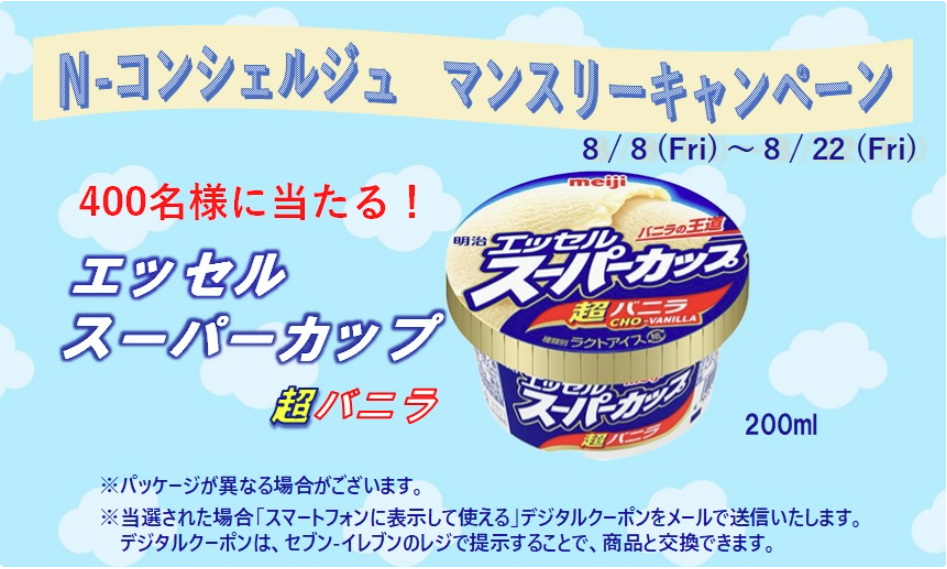 N-コンシェルジュ　マンスリーキャンペーン
8 / 8 (Fri) ～ 8 / 22 (Fri)
400名様に当たる！
エッセル
スーパーカップ
超バニラ
meiji
バニラの王道
明治 エッセル
スーパーカップ
超バニラ
CHO-VANILLA
種類別 ラクトアイス
meiji
エッセル
スーパーカップ
超バニラ
200ml
※パッケージが異なる場合がございます。
※当選された場合「スマートフォンに表示して使える」デジタルクーポンをメールで送信いたします。
デジタルクーポンは、セブン-イレブンのレジで提示することで、商品と交換できます。